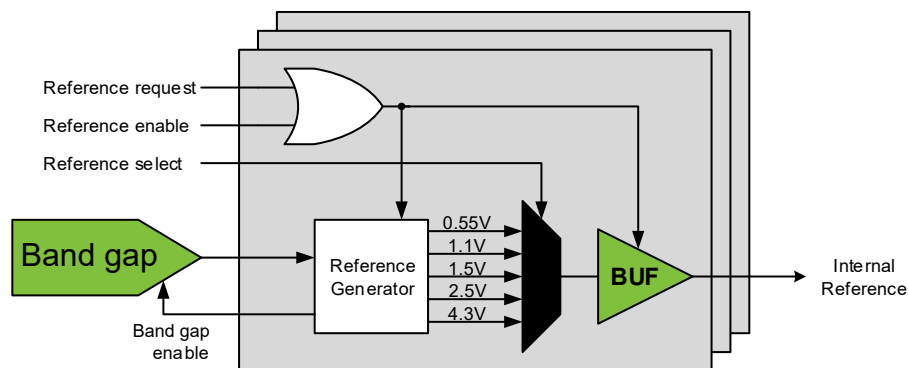 Reference request
Reference enable
Reference select
Band gap
Reference
Generator
0.55V
1.1V
1.5V
2.5V
4.3V
BUF
Internal
Reference
Band gap
enable